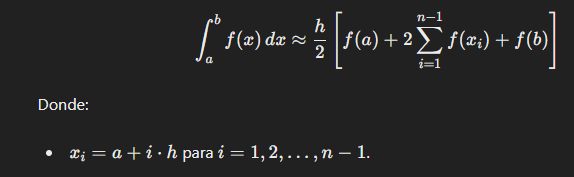 ∫_a^b f(x) dx ≈ h/2 [ f(a) + 2 ∑_{i=1}^{n−1} f(x_i) + f(b) ]
Donde:
• x_i = a + i · h para i = 1, 2, . . . , n − 1.